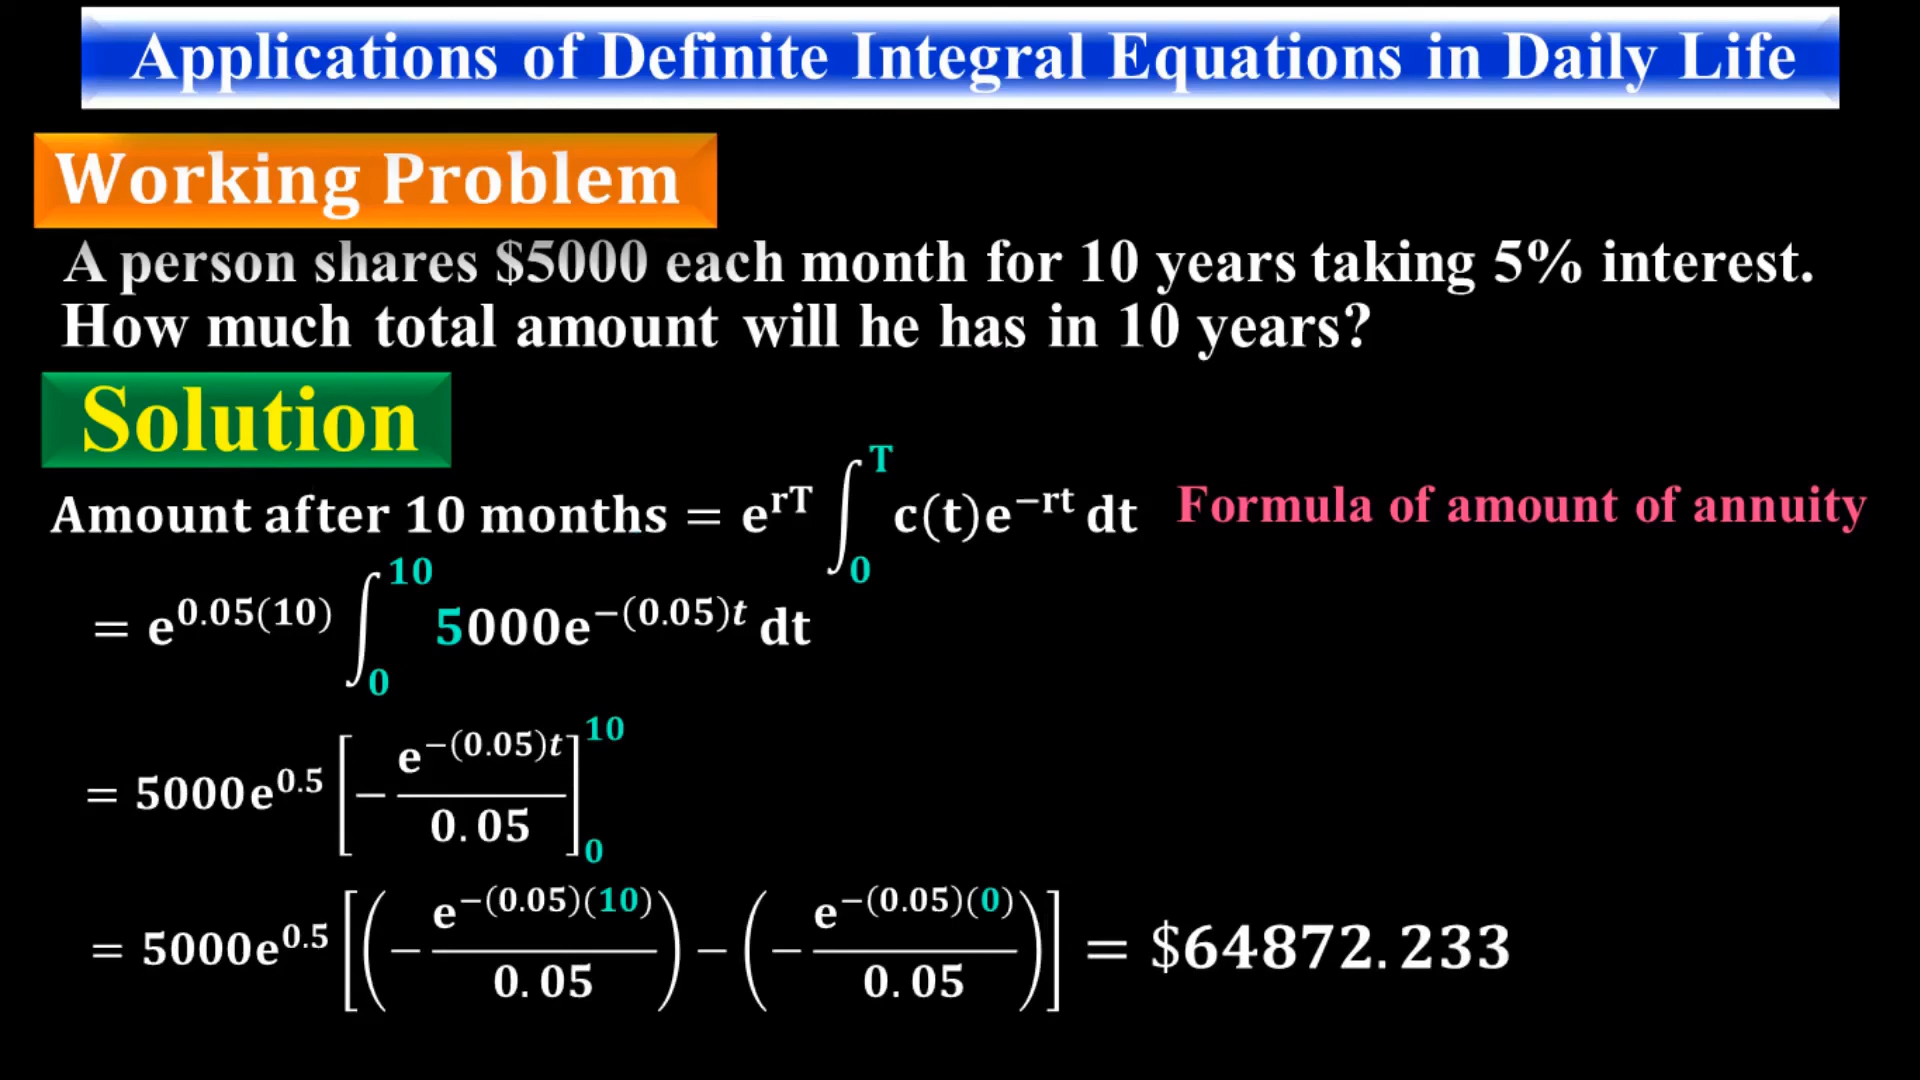 Applications of Definite Integral Equations in Daily Life
Working Problem
A person shares $5000 each month for 10 years taking 5% interest.
How much total amount will he has in 10 years?
Solution
Amount after 10 months = e^{rT} ∫_0^T c(t)e^{−rt} dt Formula of amount of annuity
= e^{0.05(10)} ∫_0^{10} 5000e^{−(0.05)t} dt
= 5000e^{0.5} [−e^{−(0.05)t}/0.05]_0^{10}
= 5000e^{0.5} [(−e^{−(0.05)(10)}/0.05) − (−e^{−(0.05)(0)}/0.05)] = $64872.233